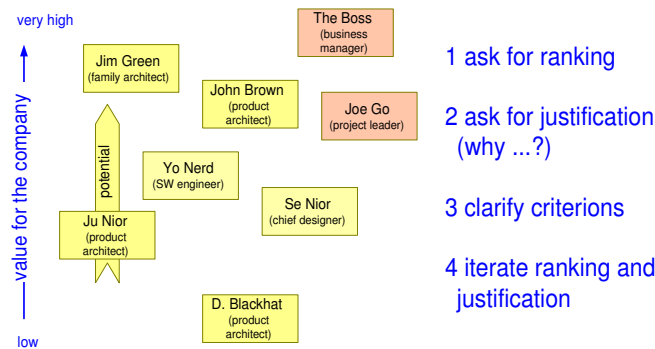 very high
value for the company
low
The Boss
(business
manager)
Jim Green
(family architect)
John Brown
(product
architect)
Joe Go
(project leader)
potential
Yo Nerd
(SW engineer)
Se Nior
(chief designer)
Ju Nior
(product
architect)
D. Blackhat
(product
architect)
1 ask for ranking
2 ask for justification
(why ...?)
3 clarify criterions
4 iterate ranking and
justification